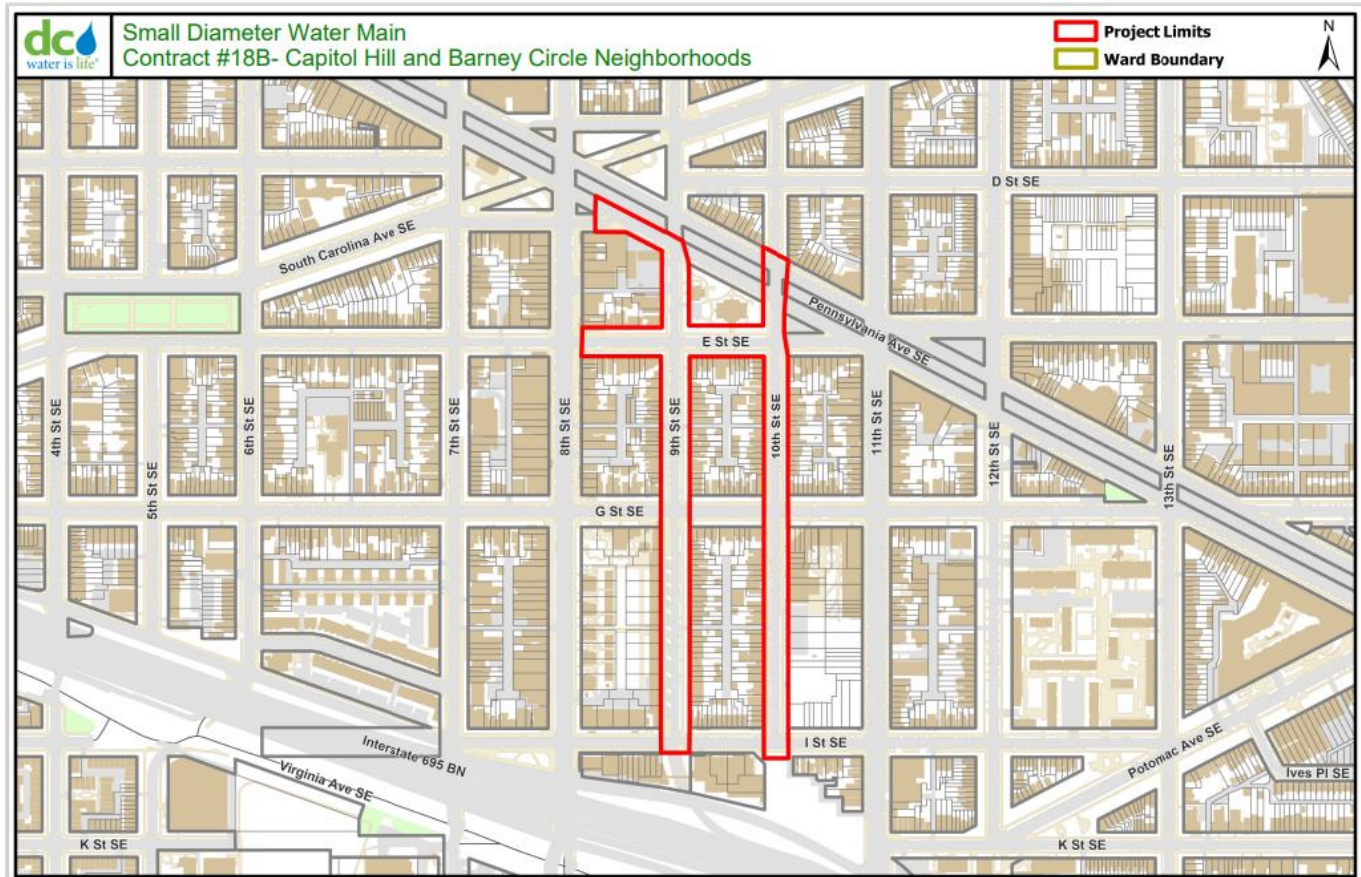 dc
water is life
Small Diameter Water Main
Contract #18B- Capitol Hill and Barney Circle Neighborhoods
Project Limits
Ward Boundary
N
D St SE
South Carolina Ave SE
Pennsylvania Ave SE
E St SE
4th St SE
5th St SE
6th St SE
7th St SE
8th St SE
9th St SE
10th St SE
11th St SE
12th St SE
13th St SE
G St SE
I St SE
Interstate 695 BN
Virginia Ave SE
Potomac Ave SE
Ives Pl SE
K St SE
K St SE